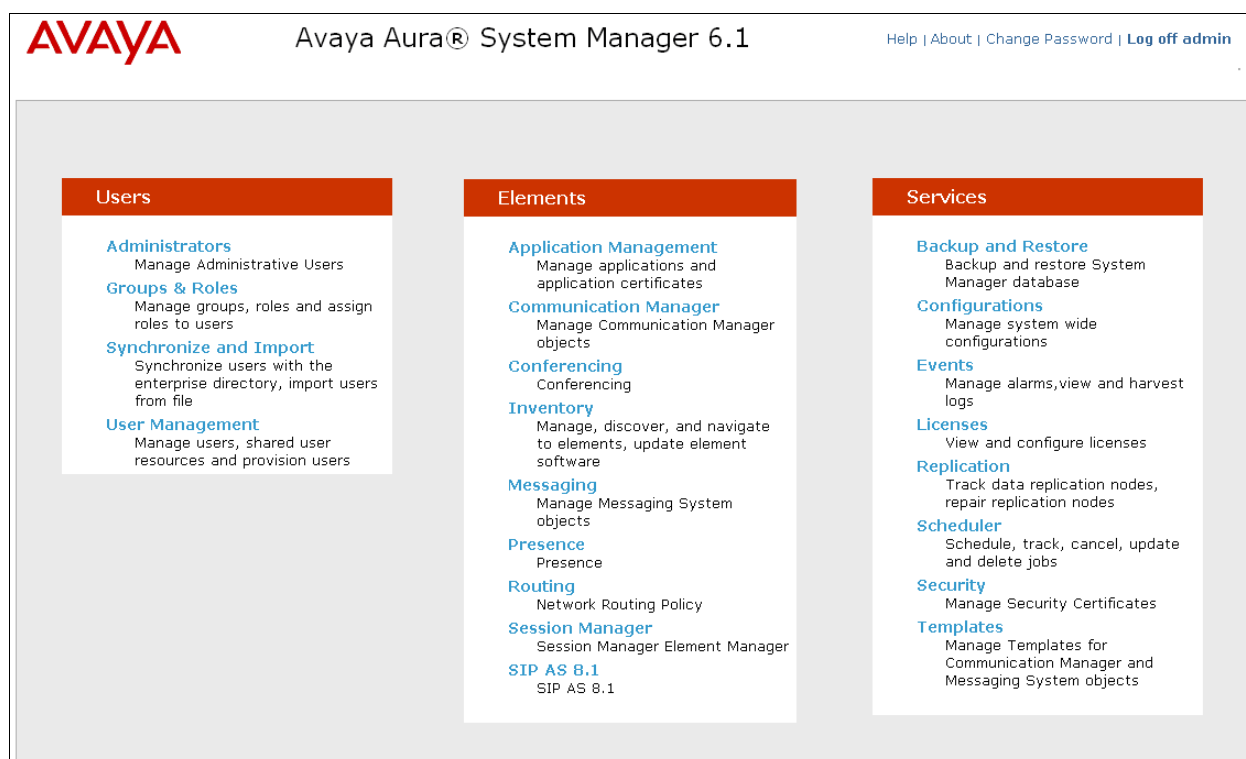 AVAYA
Avaya Aura® System Manager 6.1
Help | About | Change Password | Log off admin
Users
Administrators
Manage Administrative Users
Groups & Roles
Manage groups, roles and assign
roles to users
Synchronize and Import
Synchronize users with the
enterprise directory, import users
from file
User Management
Manage users, shared user
resources and provision users
Elements
Application Management
Manage applications and
application certificates
Communication Manager
Manage Communication Manager
objects
Conferencing
Conferencing
Inventory
Manage, discover, and navigate
to elements, update element
software
Messaging
Manage Messaging System
objects
Presence
Presence
Routing
Network Routing Policy
Session Manager
Session Manager Element Manager
SIP AS 8.1
SIP AS 8.1
Services
Backup and Restore
Backup and restore System
Manager database
Configurations
Manage system wide
configurations
Events
Manage alarms,view and harvest
logs
Licenses
View and configure licenses
Replication
Track data replication nodes,
repair replication nodes
Scheduler
Schedule, track, cancel, update
and delete jobs
Security
Manage Security Certificates
Templates
Manage Templates for
Communication Manager and
Messaging System objects